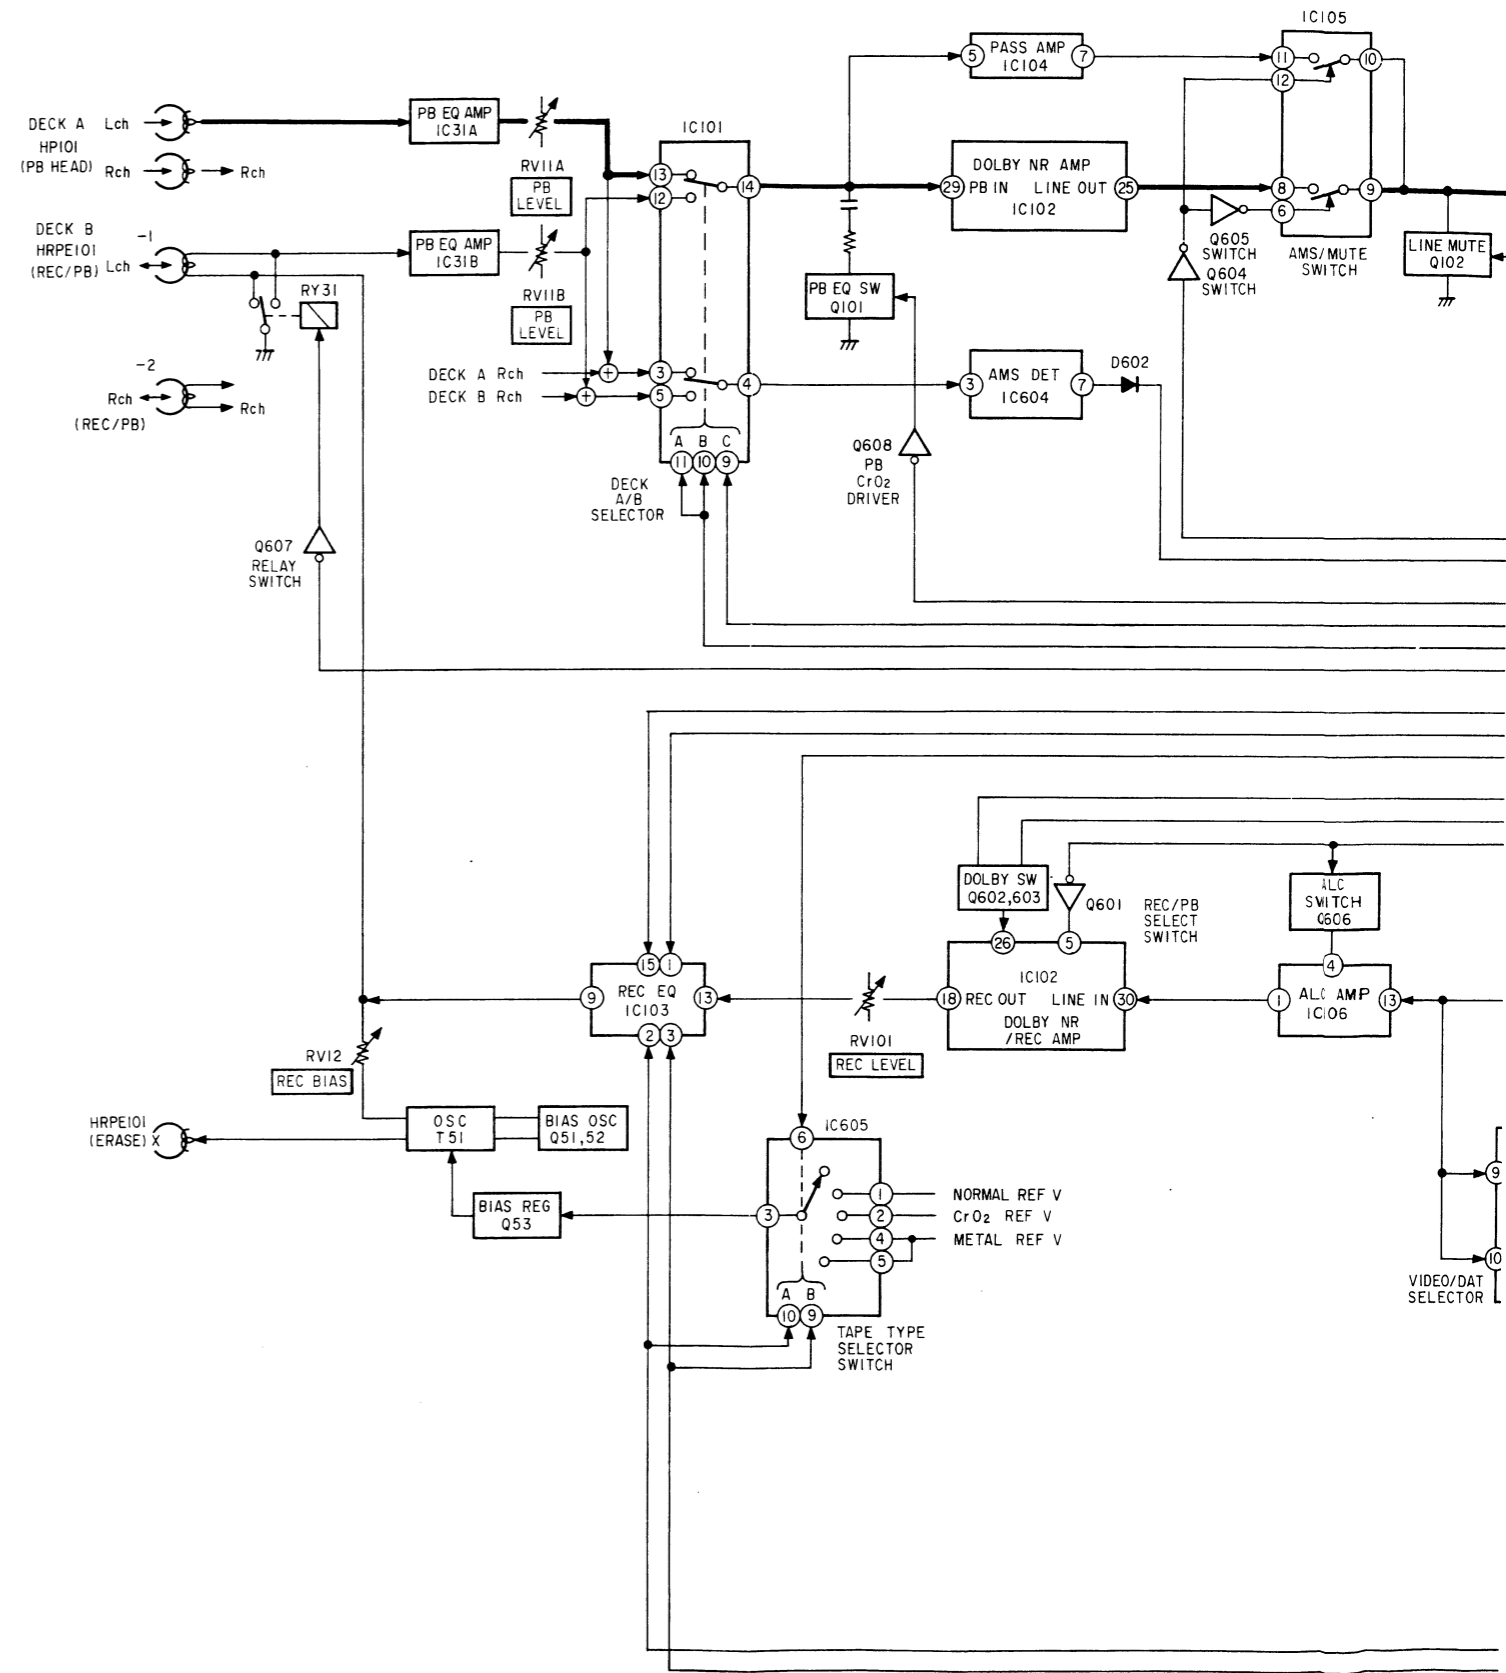 IC105
PASS AMP
IC104
5
7
11
12
10
DECK A Lch
HP101
(PB HEAD) Rch
Rch
PB EQ AMP
IC31A
RV11A
PB
LEVEL
IC101
13
12
14
DOLBY NR AMP
29 PB IN LINE OUT 25
IC102
8
6
9
Q605
SWITCH
Q604
SWITCH
AMS/MUTE
SWITCH
LINE MUTE
Q102
DECK B
HRPE101
(REC/PB) Lch
-1
PB EQ AMP
IC31B
RV11B
PB
LEVEL
RY31
PB EQ SW
Q101
-2
Rch
Rch
(REC/PB)
DECK A Rch
DECK B Rch
+
+
3
5
4
A B C
11 10 9
DECK
A/B
SELECTOR
3
AMS DET
IC604
7
D602
Q608
PB
CrO2
DRIVER
Q607
RELAY
SWITCH
DOLBY SW
Q602,603
Q601
REC/PB
SELECT
SWITCH
ALC
SWITCH
Q606
15 1
9
REC EQ
IC103
13
2 3
RV101
REC LEVEL
26
5
IC102
18 REC OUT LINE IN 30
DOLBY NR
/REC AMP
4
1
ALC AMP
IC106
13
RV12
REC BIAS
HRPE101
(ERASE) X
OSC
T51
BIAS OSC
Q51,52
BIAS REG
Q53
IC605
6
3
1
2
4
5
NORMAL REF V
CrO2 REF V
METAL REF V
A B
10 9
TAPE TYPE
SELECTOR
SWITCH
9
10
VIDEO/DAT
SELECTOR